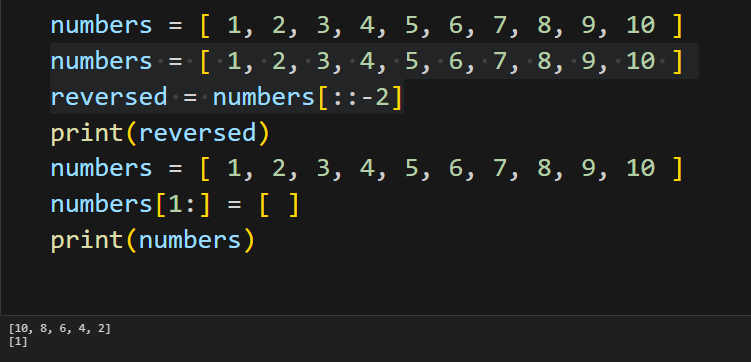 numbers = [ 1, 2, 3, 4, 5, 6, 7, 8, 9, 10 ]
numbers = [ 1, 2, 3, 4, 5, 6, 7, 8, 9, 10 ]
reversed = numbers[::-2]
print(reversed)
numbers = [ 1, 2, 3, 4, 5, 6, 7, 8, 9, 10 ]
numbers[1:] = [ ]
print(numbers)
[10, 8, 6, 4, 2]
[1]